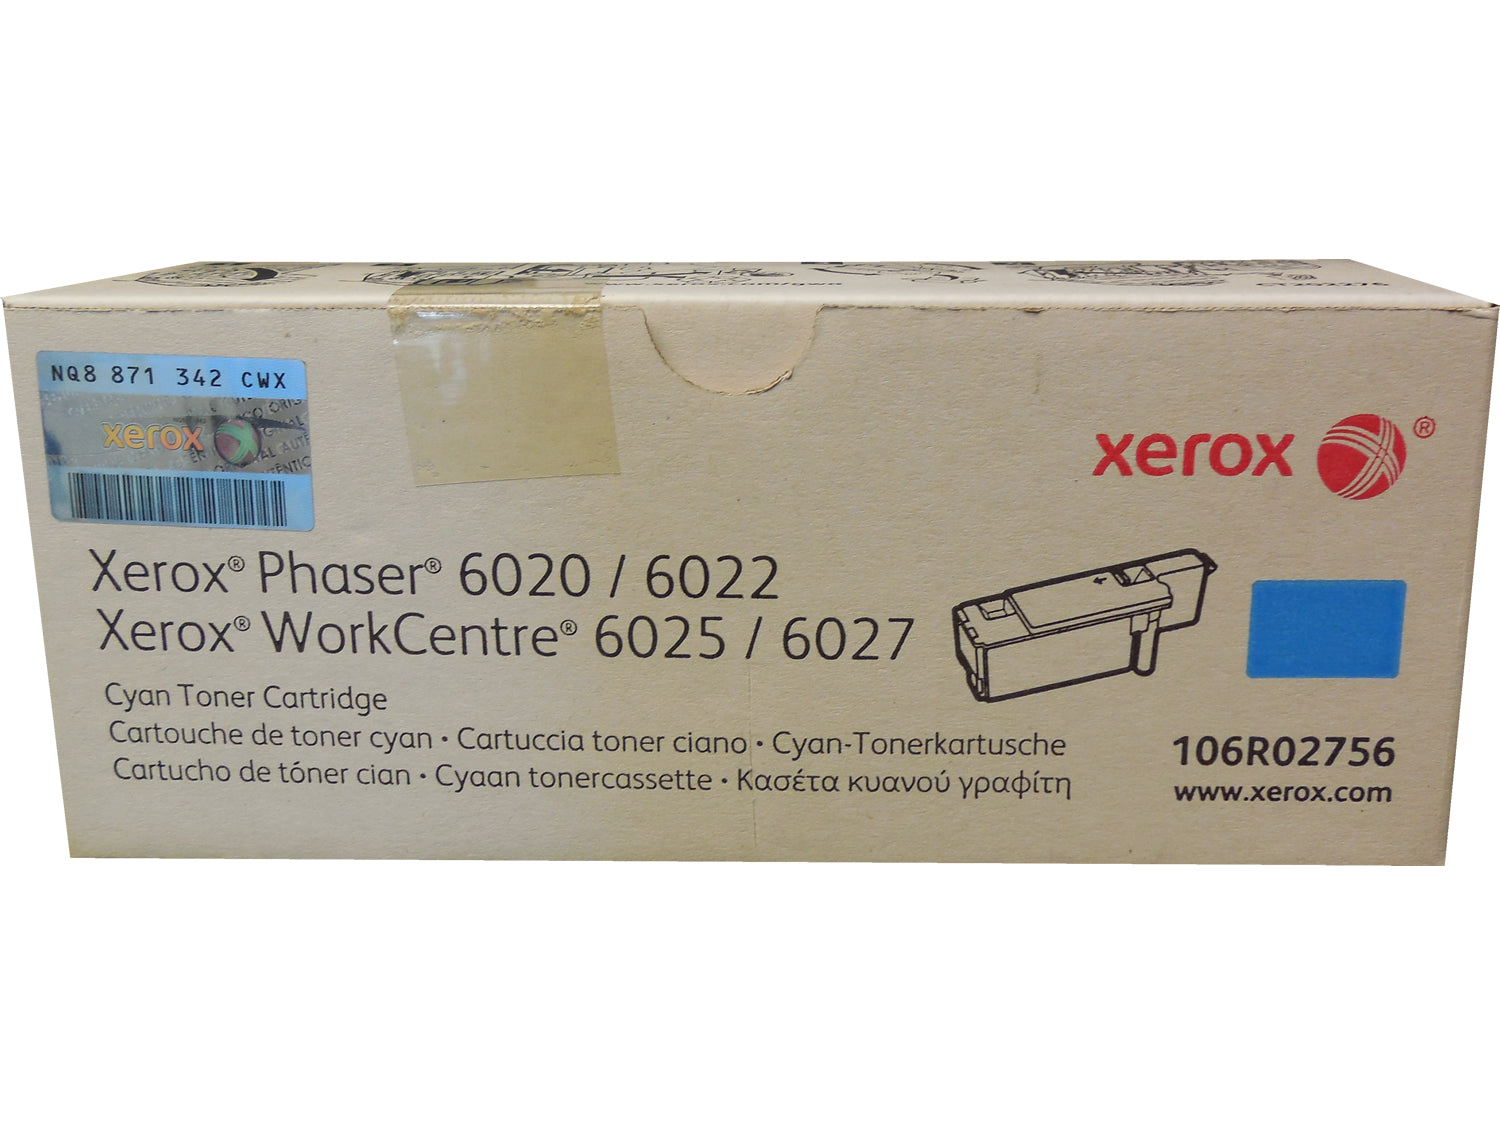 NQ8 871 342 CWX
xerox
xerox ®
Xerox® Phaser® 6020 / 6022
Xerox® WorkCentre® 6025 / 6027
Cyan Toner Cartridge
Cartouche de toner cyan • Cartuccia toner ciano • Cyan-Tonerkartusche
Cartucho de tóner cian • Cyaan tonercassette • Κασέτα κυανού γραφίτη
106R02756
www.xerox.com